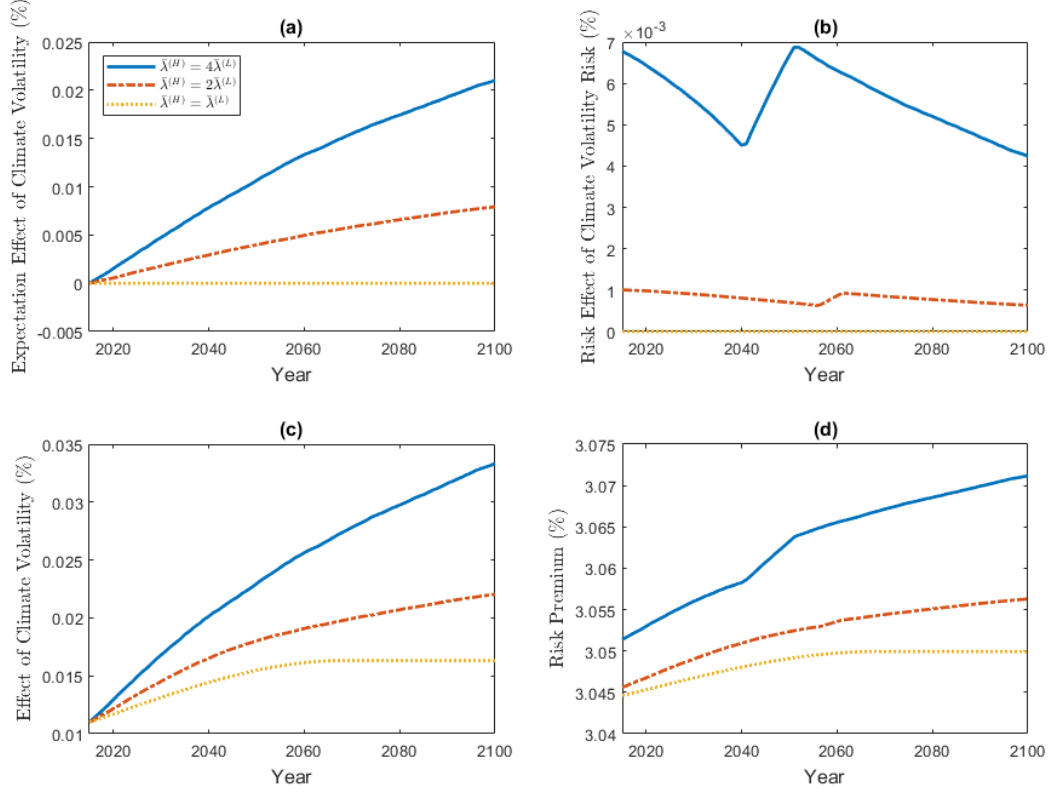 (a)
Expectation Effect of Climate Volatility (%)
0.025
0.02
0.015
0.01
0.005
0
-0.005
λ̄^(H) = 4λ̄^(L)
λ̄^(H) = 2λ̄^(L)
λ̄^(H) = λ̄^(L)
2020 2040 2060 2080 2100
Year
(b)
×10^-3
Risk Effect of Climate Volatility Risk (%)
7
6
5
4
3
2
1
0
2020 2040 2060 2080 2100
Year
(c)
Effect of Climate Volatility (%)
0.035
0.03
0.025
0.02
0.015
0.01
2020 2040 2060 2080 2100
Year
(d)
Risk Premium (%)
3.075
3.07
3.065
3.06
3.055
3.05
3.045
3.04
2020 2040 2060 2080 2100
Year